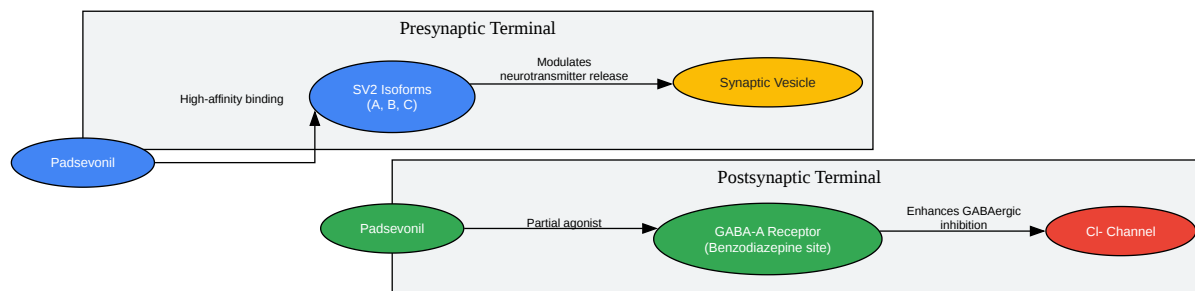 Presynaptic Terminal
High-affinity binding
SV2 Isoforms
(A, B, C)
Modulates
neurotransmitter release
Synaptic Vesicle
Padsevonil
Postsynaptic Terminal
Padsevonil
Partial agonist
GABA-A Receptor
(Benzodiazepine site)
Enhances GABAergic
inhibition
Cl- Channel